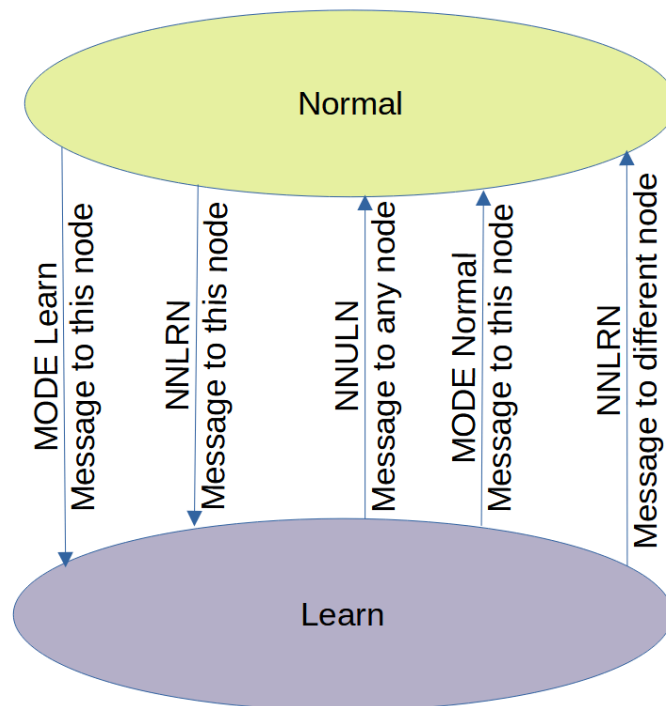 Normal
MODE Learn
Message to this node
NNLRN
Message to this node
NNULN
Message to any node
MODE Normal
Message to this node
NNLRN
Message to different node
Learn